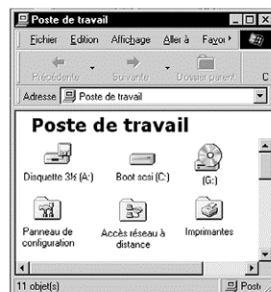 Poste de travail
Fichier Edition Affichage Aller à Favor
Précédente Suivante Dossier parent C
Adresse Poste de travail
Poste de travail
Disquette 3½ (A:) Boot scsi (C:) (G:)
Panneau de configuration Accès réseau à distance Imprimantes
11 objet(s) Post